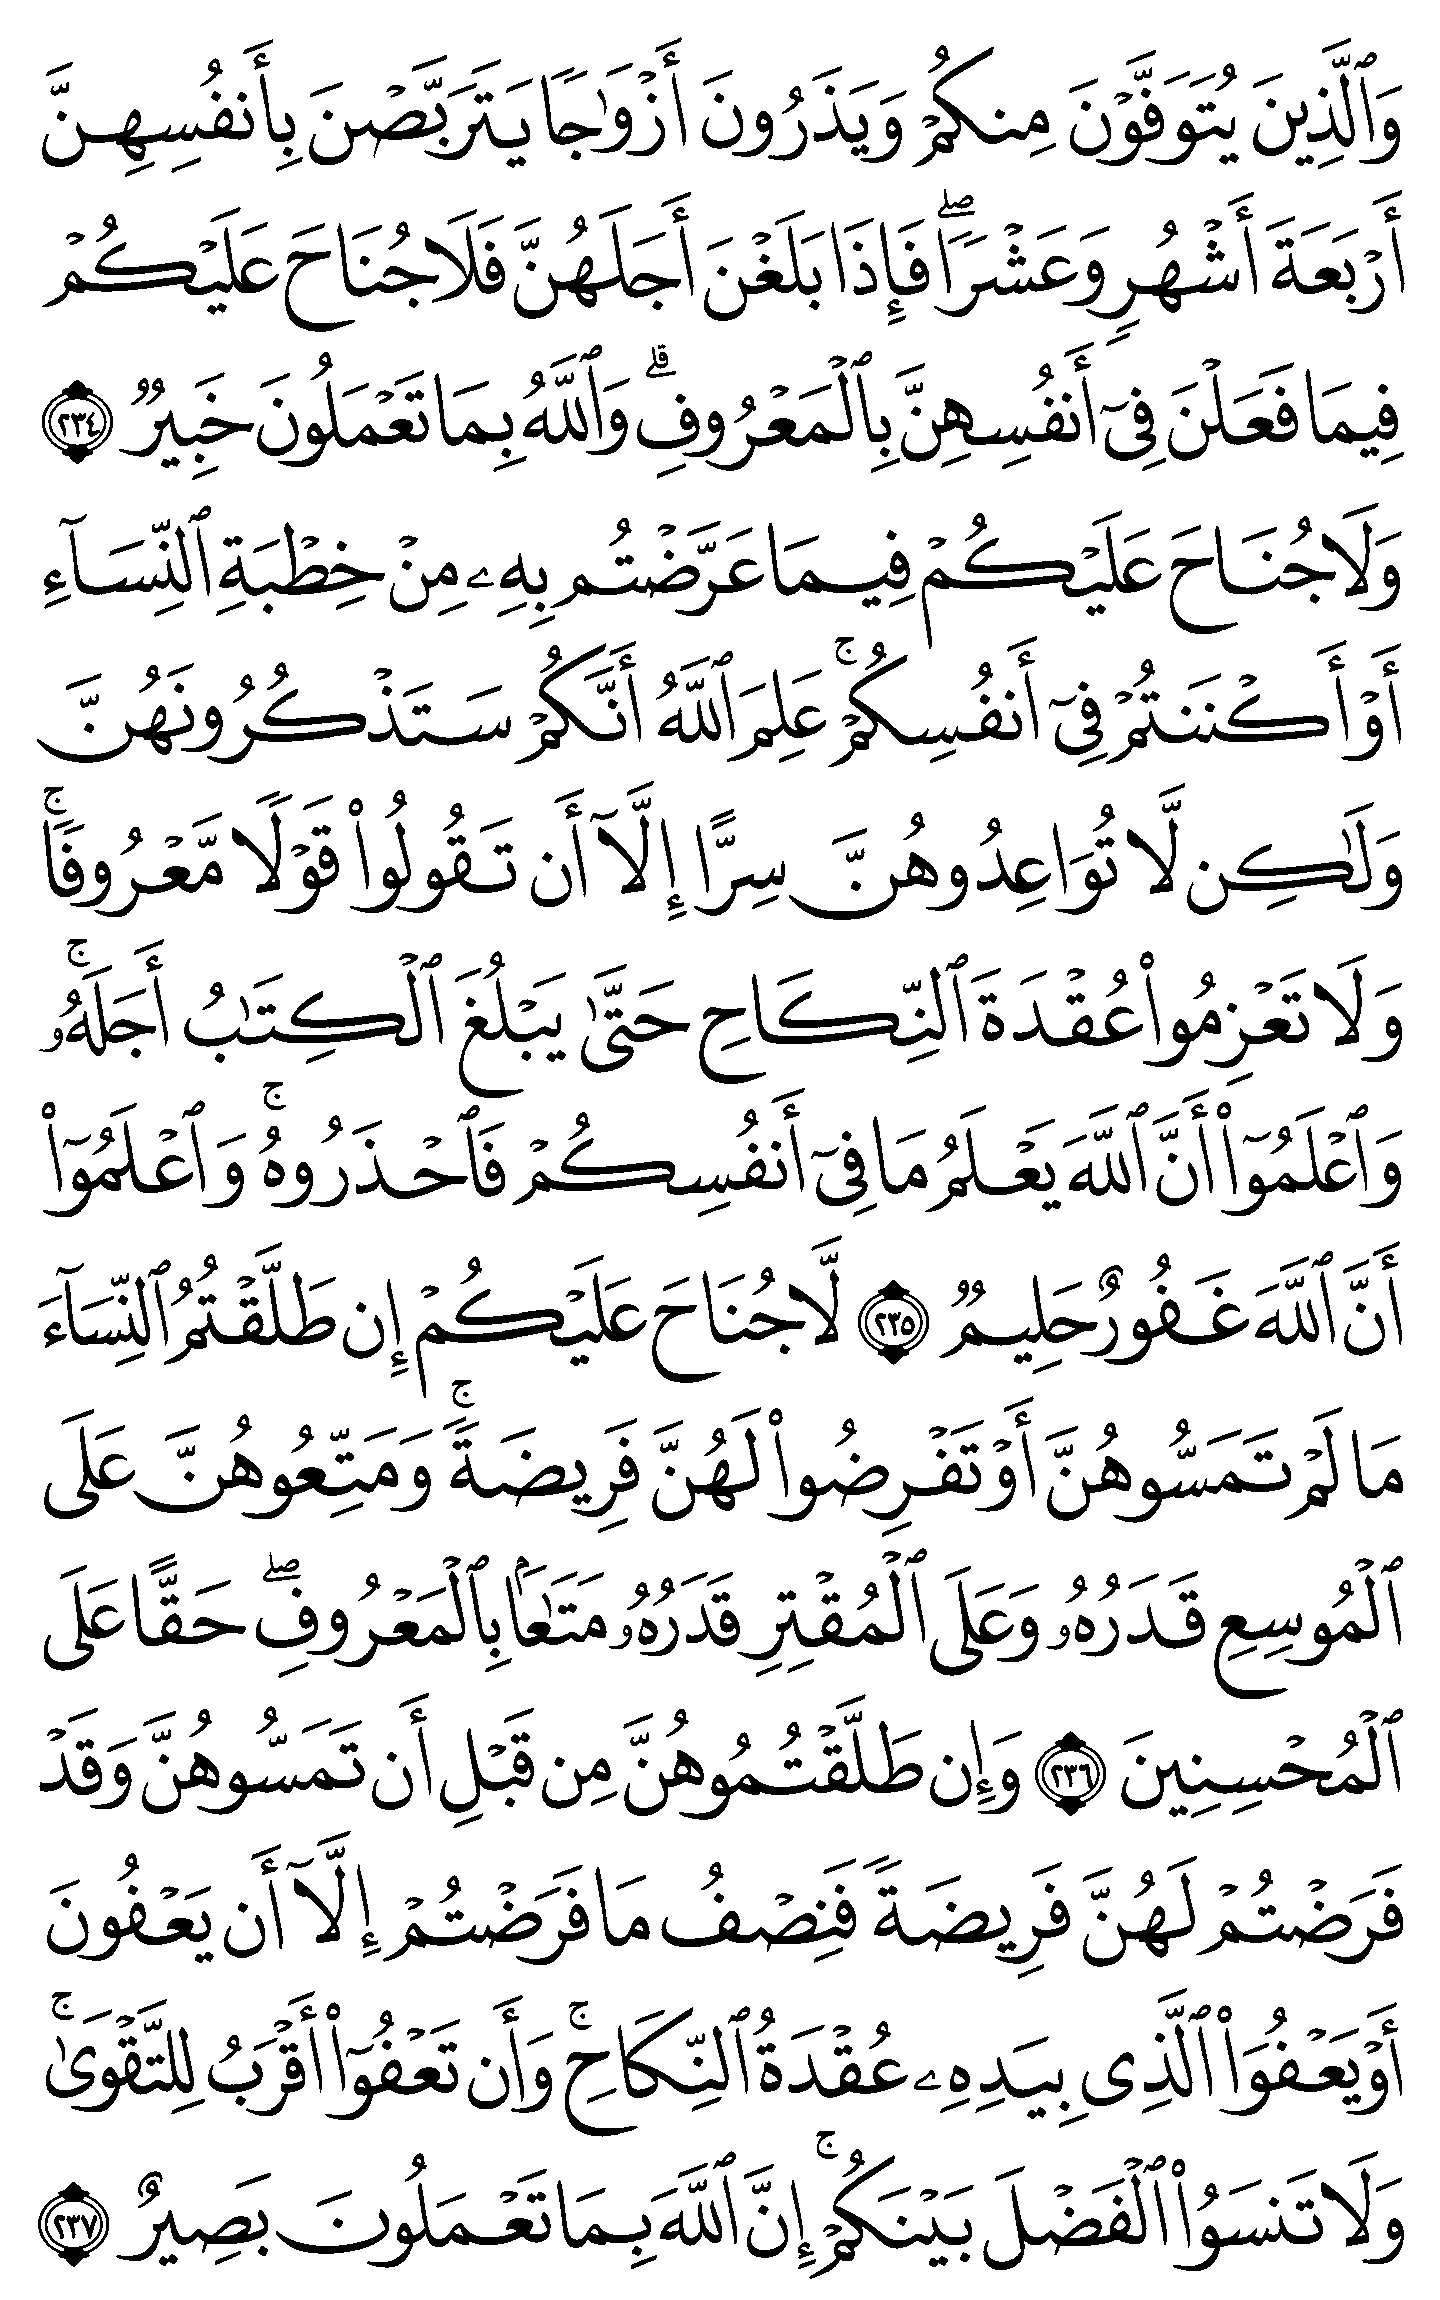 وَٱلَّذِينَ يُتَوَفَّوْنَ مِنكُمْ وَيَذَرُونَ أَزْوَٰجًا يَتَرَبَّصْنَ بِأَنفُسِهِنَّ
أَرْبَعَةَ أَشْهُرٍ وَعَشْرًا ۖ فَإِذَا بَلَغْنَ أَجَلَهُنَّ فَلَا جُنَاحَ عَلَيْكُمْ
فِيمَا فَعَلْنَ فِىٓ أَنفُسِهِنَّ بِٱلْمَعْرُوفِ ۗ وَٱللَّهُ بِمَا تَعْمَلُونَ خَبِيرٌ ٢٣٤
وَلَا جُنَاحَ عَلَيْكُمْ فِيمَا عَرَّضْتُم بِهِۦ مِنْ خِطْبَةِ ٱلنِّسَآءِ
أَوْ أَكْنَنتُمْ فِىٓ أَنفُسِكُمْ ۚ عَلِمَ ٱللَّهُ أَنَّكُمْ سَتَذْكُرُونَهُنَّ
وَلَٰكِن لَّا تُوَاعِدُوهُنَّ سِرًّا إِلَّآ أَن تَقُولُوا۟ قَوْلًا مَّعْرُوفًا ۚ
وَلَا تَعْزِمُوا۟ عُقْدَةَ ٱلنِّكَاحِ حَتَّىٰ يَبْلُغَ ٱلْكِتَٰبُ أَجَلَهُۥ ۚ
وَٱعْلَمُوٓا۟ أَنَّ ٱللَّهَ يَعْلَمُ مَا فِىٓ أَنفُسِكُمْ فَٱحْذَرُوهُ ۚ وَٱعْلَمُوٓا۟
أَنَّ ٱللَّهَ غَفُورٌ حَلِيمٌ ٢٣٥ لَّا جُنَاحَ عَلَيْكُمْ إِن طَلَّقْتُمُ ٱلنِّسَآءَ
مَا لَمْ تَمَسُّوهُنَّ أَوْ تَفْرِضُوا۟ لَهُنَّ فَرِيضَةً ۚ وَمَتِّعُوهُنَّ عَلَى
ٱلْمُوسِعِ قَدَرُهُۥ وَعَلَى ٱلْمُقْتِرِ قَدَرُهُۥ مَتَٰعًۢا بِٱلْمَعْرُوفِ ۖ حَقًّا عَلَى
ٱلْمُحْسِنِينَ ٢٣٦ وَإِن طَلَّقْتُمُوهُنَّ مِن قَبْلِ أَن تَمَسُّوهُنَّ وَقَدْ
فَرَضْتُمْ لَهُنَّ فَرِيضَةً فَنِصْفُ مَا فَرَضْتُمْ إِلَّآ أَن يَعْفُونَ
أَوْ يَعْفُوَا۟ ٱلَّذِى بِيَدِهِۦ عُقْدَةُ ٱلنِّكَاحِ ۚ وَأَن تَعْفُوٓا۟ أَقْرَبُ لِلتَّقْوَىٰ ۚ
وَلَا تَنسَوُا۟ ٱلْفَضْلَ بَيْنَكُمْ ۚ إِنَّ ٱللَّهَ بِمَا تَعْمَلُونَ بَصِيرٌ ٢٣٧